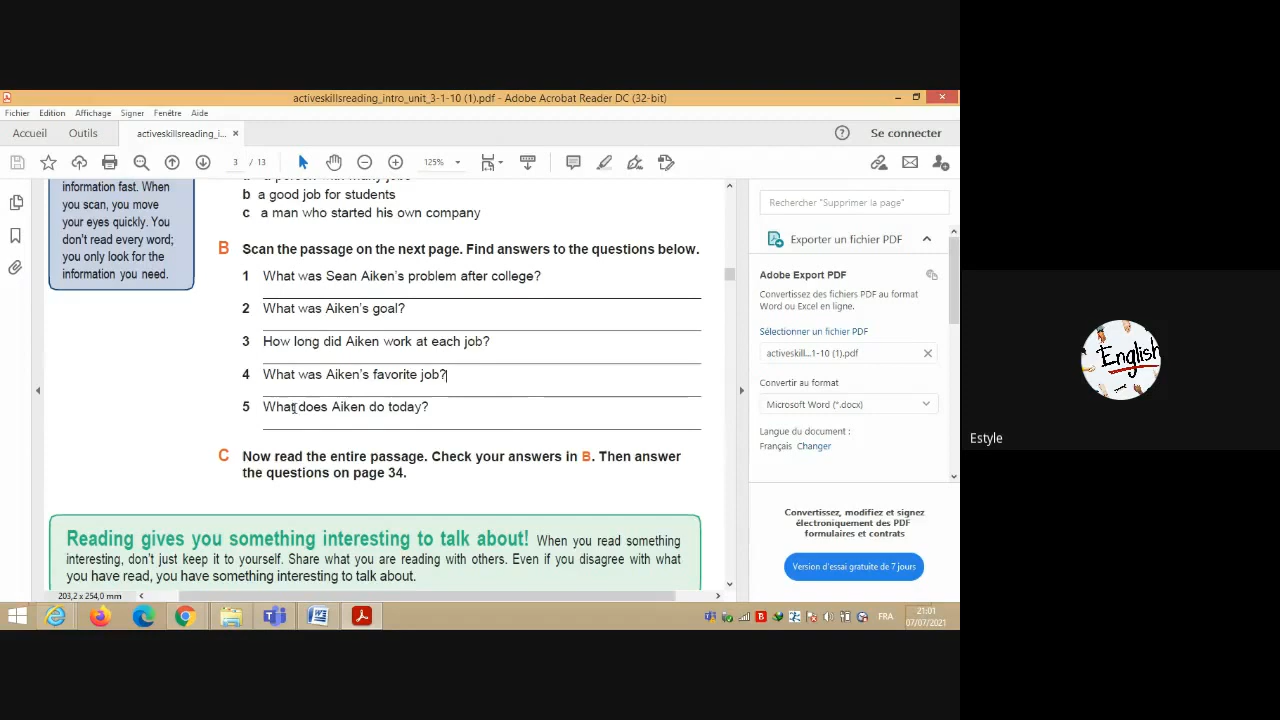 activeskillsreading_intro_unit_3-1-10 (1).pdf - Adobe Acrobat Reader DC (32-bit)
Fichier Edition Affichage Signer Fenêtre Aide
Accueil Outils activeskillsreading_i... × Se connecter
3 / 13 125%
information fast. When
you scan, you move
your eyes quickly. You
don't read every word;
you only look for the
information you need.
b a good job for students
c a man who started his own company
B Scan the passage on the next page. Find answers to the questions below.
1 What was Sean Aiken's problem after college?
2 What was Aiken's goal?
3 How long did Aiken work at each job?
4 What was Aiken's favorite job?
5 What does Aiken do today?
C Now read the entire passage. Check your answers in B. Then answer
the questions on page 34.
Reading gives you something interesting to talk about! When you read something
interesting, don't just keep it to yourself. Share what you are reading with others. Even if you disagree with what
you have read, you have something interesting to talk about.
203,2 x 254,0 mm
Rechercher "Supprimer la page"
Exporter un fichier PDF
Adobe Export PDF
Convertissez des fichiers PDF au format
Word ou Excel en ligne.
Sélectionner un fichier PDF
activeskill...1-10 (1).pdf
Convertir au format
Microsoft Word (*.docx)
Langue du document :
Français Changer
Convertissez, modifiez et signez
électroniquement des PDF
formulaires et contrats
Version d'essai gratuite de 7 jours
FRA
21:01
07/07/2021
English
Estyle